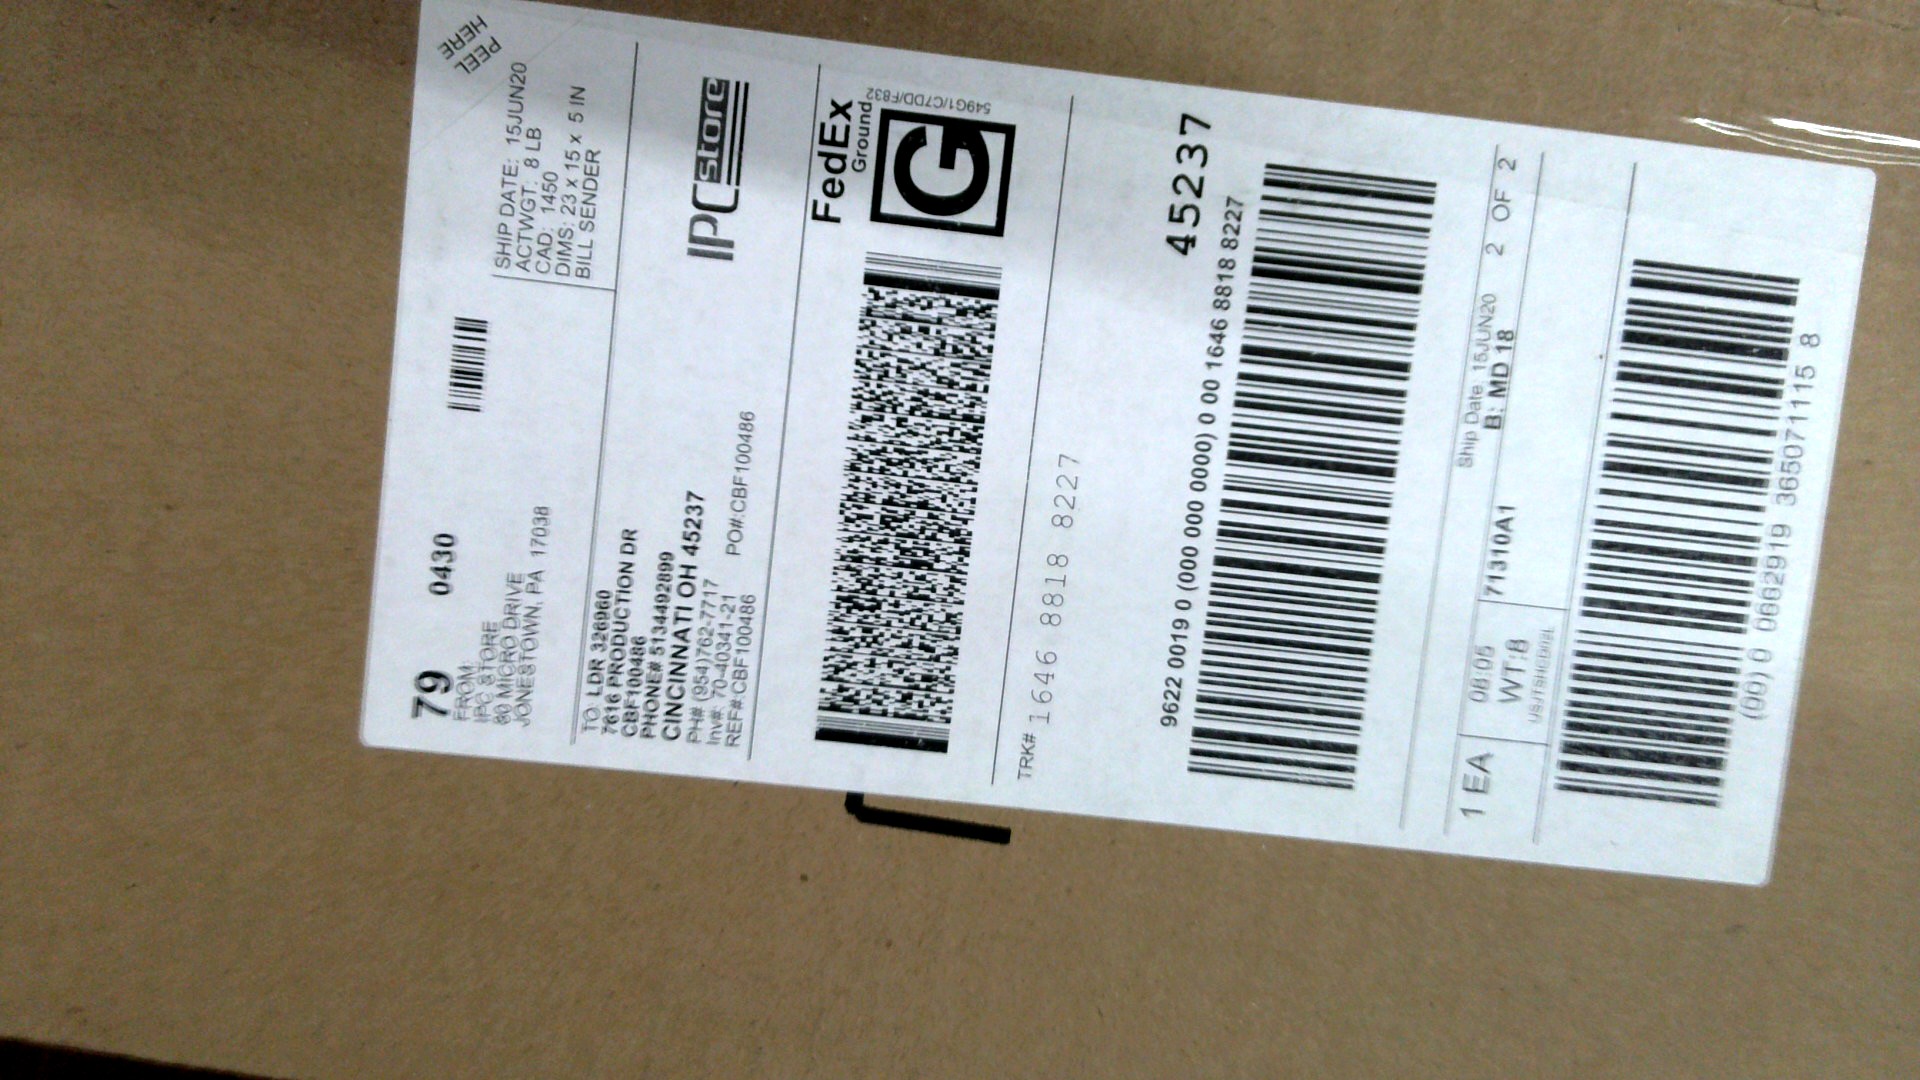 PEEL
HERE
79 0430
FROM:
IPC STORE
80 MICRO DRIVE
JONESTOWN, PA 17038
SHIP DATE: 15JUN20
ACTWGT: 8 LB
CAD: 1450
DIMS: 23 x 15 x 5 IN
BILL SENDER
TO: LDR 326960
7616 PRODUCTION DR
CBF100486
PHONE# 5134492899
CINCINNATI OH 45237
PH# (954)762-7717
Inv#: 70-40341-21
REF#:CBF100486 PO#:CBF100486
IPC store
FedEx
Ground
G
549G1/C7DD/F832
TRK# 1646 8818 8227
45237
9622 0019 0 (000 000 0000) 0 00 1646 8818 8227
1 EA
08:05
WT:8
Ship Date 15JUN20
71310A1 B: MD 18
2 OF 2
(00) 0 0662919 365071115 8